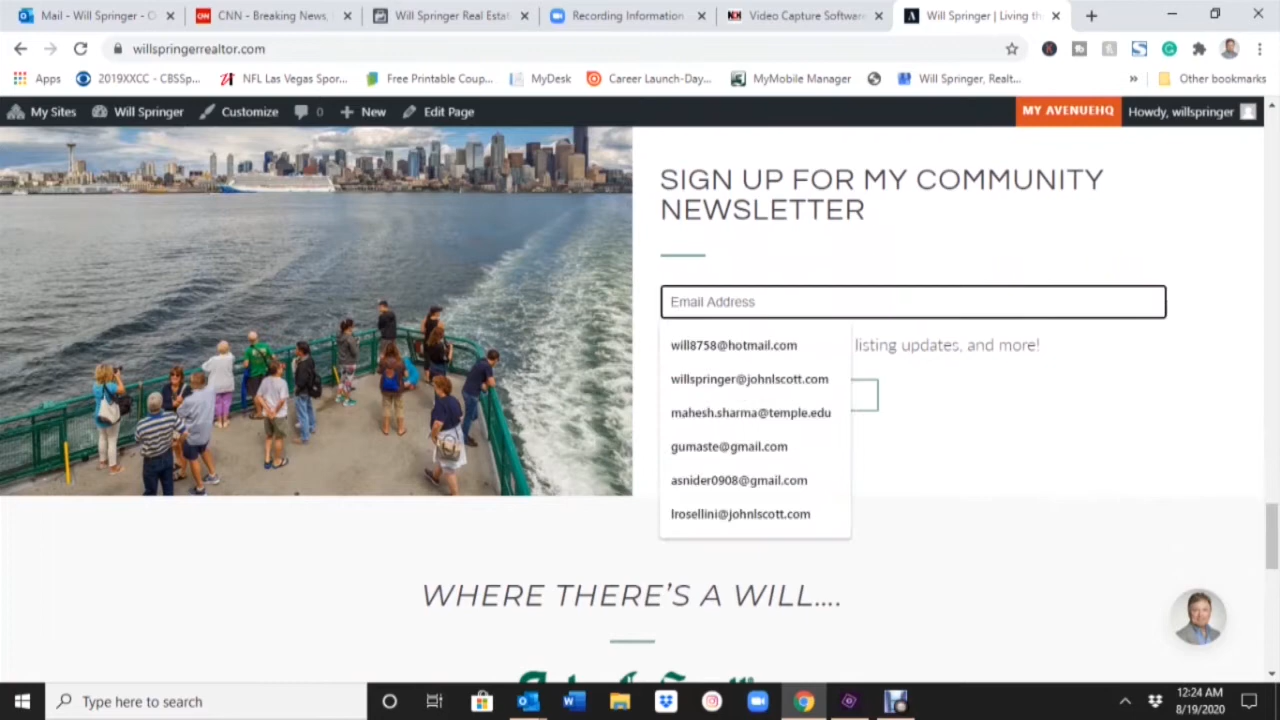 Mail - Will Springer - O
CNN - Breaking News,
Will Springer Real Estat
Recording Information
Video Capture Software
Will Springer | Living th
willspringerrealtor.com
Apps
2019XXCC - CBSSp...
NFL Las Vegas Spor...
Free Printable Coup...
MyDesk
Career Launch-Day...
MyMobile Manager
Will Springer, Realt...
Other bookmarks
My Sites
Will Springer
Customize
0
New
Edit Page
MY AVENUEHQ
Howdy, willspringer
SIGN UP FOR MY COMMUNITY
NEWSLETTER
Email Address
will8758@hotmail.com
listing updates, and more!
willspringer@johnlscott.com
mahesh.sharma@temple.edu
gumaste@gmail.com
asnider0908@gmail.com
lrosellini@johnlscott.com
WHERE THERE'S A WILL....
Type here to search
12:24 AM
8/19/2020